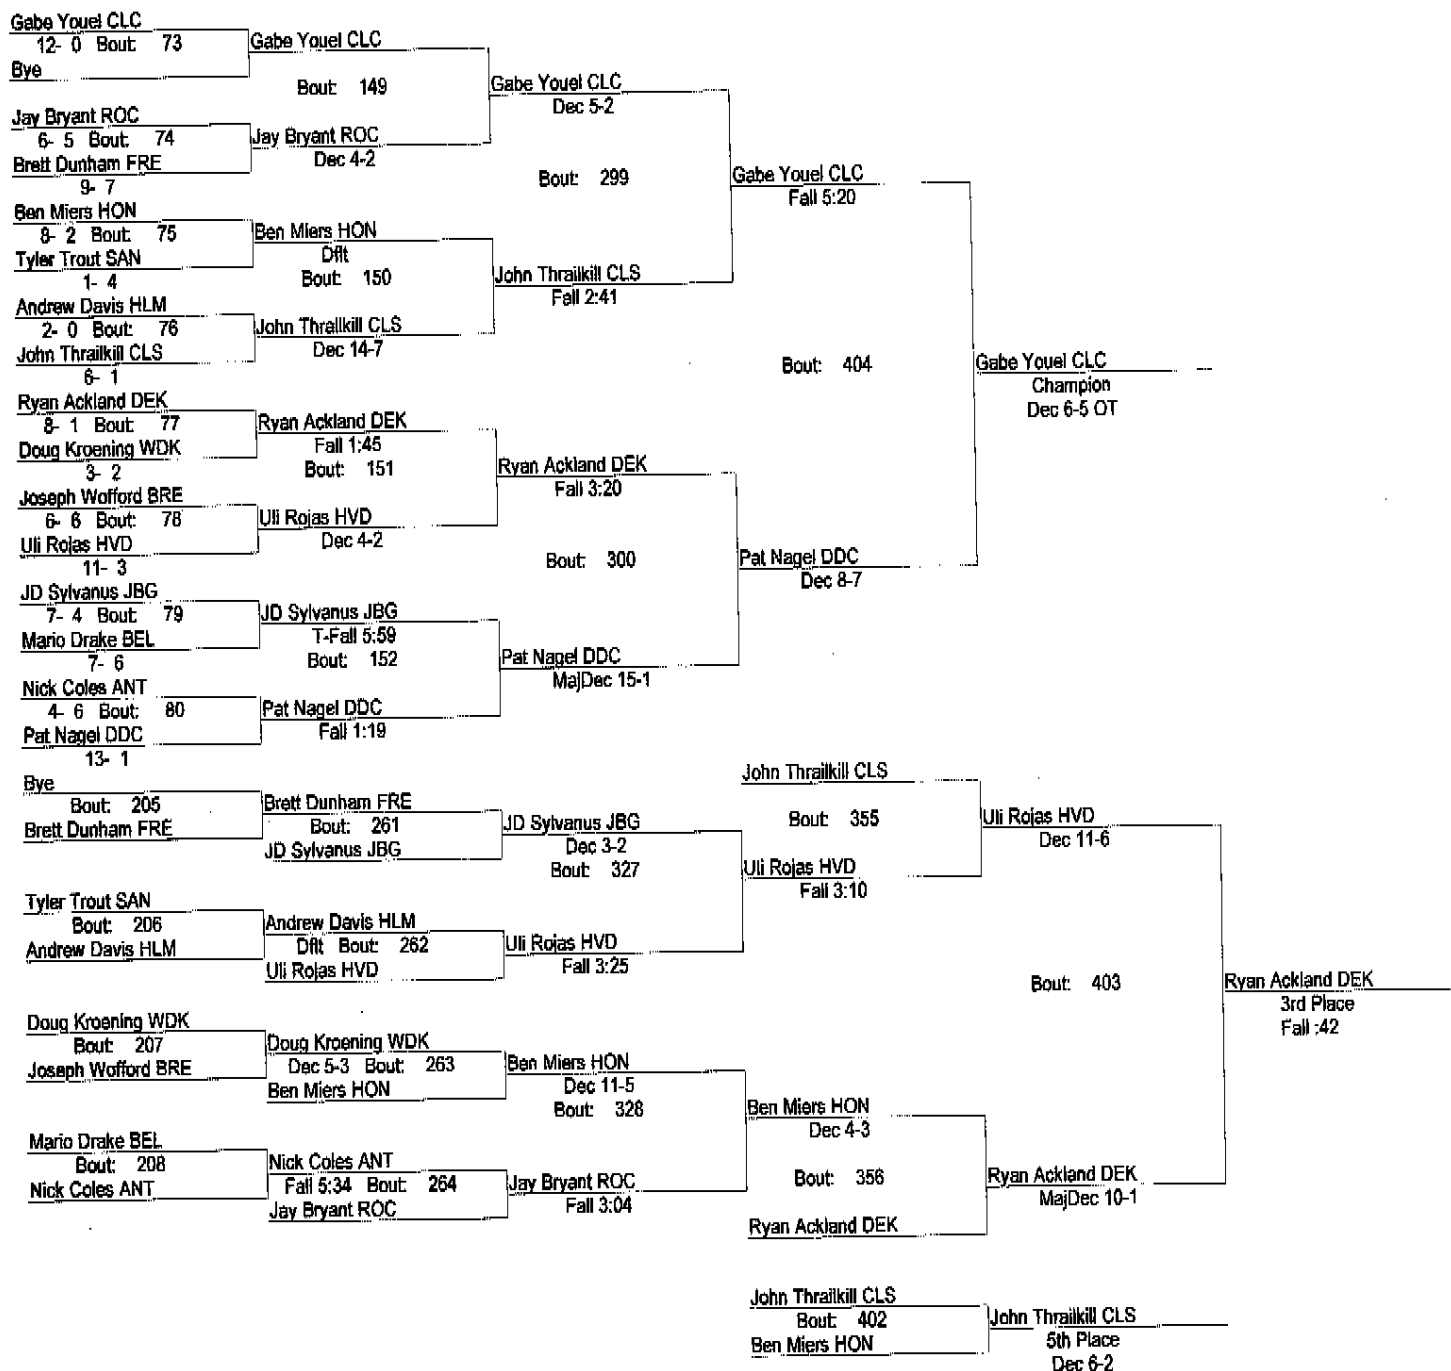 Gabe Youel CLC
12- 0 Bout: 73
Bye
Gabe Youel CLC
Bout: 149
Jay Bryant ROC
6- 5 Bout: 74
Brett Dunham FRE
9- 7
Jay Bryant ROC
Dec 4-2
Gabe Youel CLC
Dec 5-2
Bout: 299
Ben Miers HON
8- 2 Bout: 75
Tyler Trout SAN
1- 4
Ben Miers HON
Dflt
Bout: 150
Andrew Davis HLM
2- 0 Bout: 76
John Thrailkill CLS
6- 1
John Thrailkill CLS
Dec 14-7
John Thrailkill CLS
Fall 2:41
Gabe Youel CLC
Fall 5:20
Bout: 404
Ryan Ackland DEK
8- 1 Bout: 77
Doug Kroening WDK
3- 2
Ryan Ackland DEK
Fall 1:45
Bout: 151
Joseph Wofford BRE
6- 6 Bout: 78
Uli Rojas HVD
11- 3
Uli Rojas HVD
Dec 4-2
Ryan Ackland DEK
Fall 3:20
Bout: 300
JD Sylvanus JBG
7- 4 Bout: 79
Mario Drake BEL
7- 6
JD Sylvanus JBG
T-Fall 5:59
Bout: 152
Nick Coles ANT
4- 6 Bout: 80
Pat Nagel DDC
13- 1
Pat Nagel DDC
Fall 1:19
Pat Nagel DDC
MajDec 15-1
Pat Nagel DDC
Dec 8-7
Gabe Youel CLC
Champion
Dec 6-5 OT
Bye
Bout: 205
Brett Dunham FRE
Brett Dunham FRE
Bout: 261
JD Sylvanus JBG
JD Sylvanus JBG
Dec 3-2
Bout: 327
Tyler Trout SAN
Bout: 206
Andrew Davis HLM
Andrew Davis HLM
Dflt Bout: 262
Uli Rojas HVD
Uli Rojas HVD
Fall 3:25
John Thrailkill CLS
Bout: 355
Uli Rojas HVD
Fall 3:10
Uli Rojas HVD
Dec 11-6
Bout: 403
Doug Kroening WDK
Bout: 207
Joseph Wofford BRE
Doug Kroening WDK
Dec 5-3 Bout: 263
Ben Miers HON
Ben Miers HON
Dec 11-5
Bout: 328
Mario Drake BEL
Bout: 208
Nick Coles ANT
Nick Coles ANT
Fall 5:34 Bout: 264
Jay Bryant ROC
Jay Bryant ROC
Fall 3:04
Ben Miers HON
Dec 4-3
Bout: 356
Ryan Ackland DEK
Ryan Ackland DEK
MajDec 10-1
Ryan Ackland DEK
3rd Place
Fall :42
John Thrailkill CLS
Bout: 402
Ben Miers HON
John Thrailkill CLS
5th Place
Dec 6-2